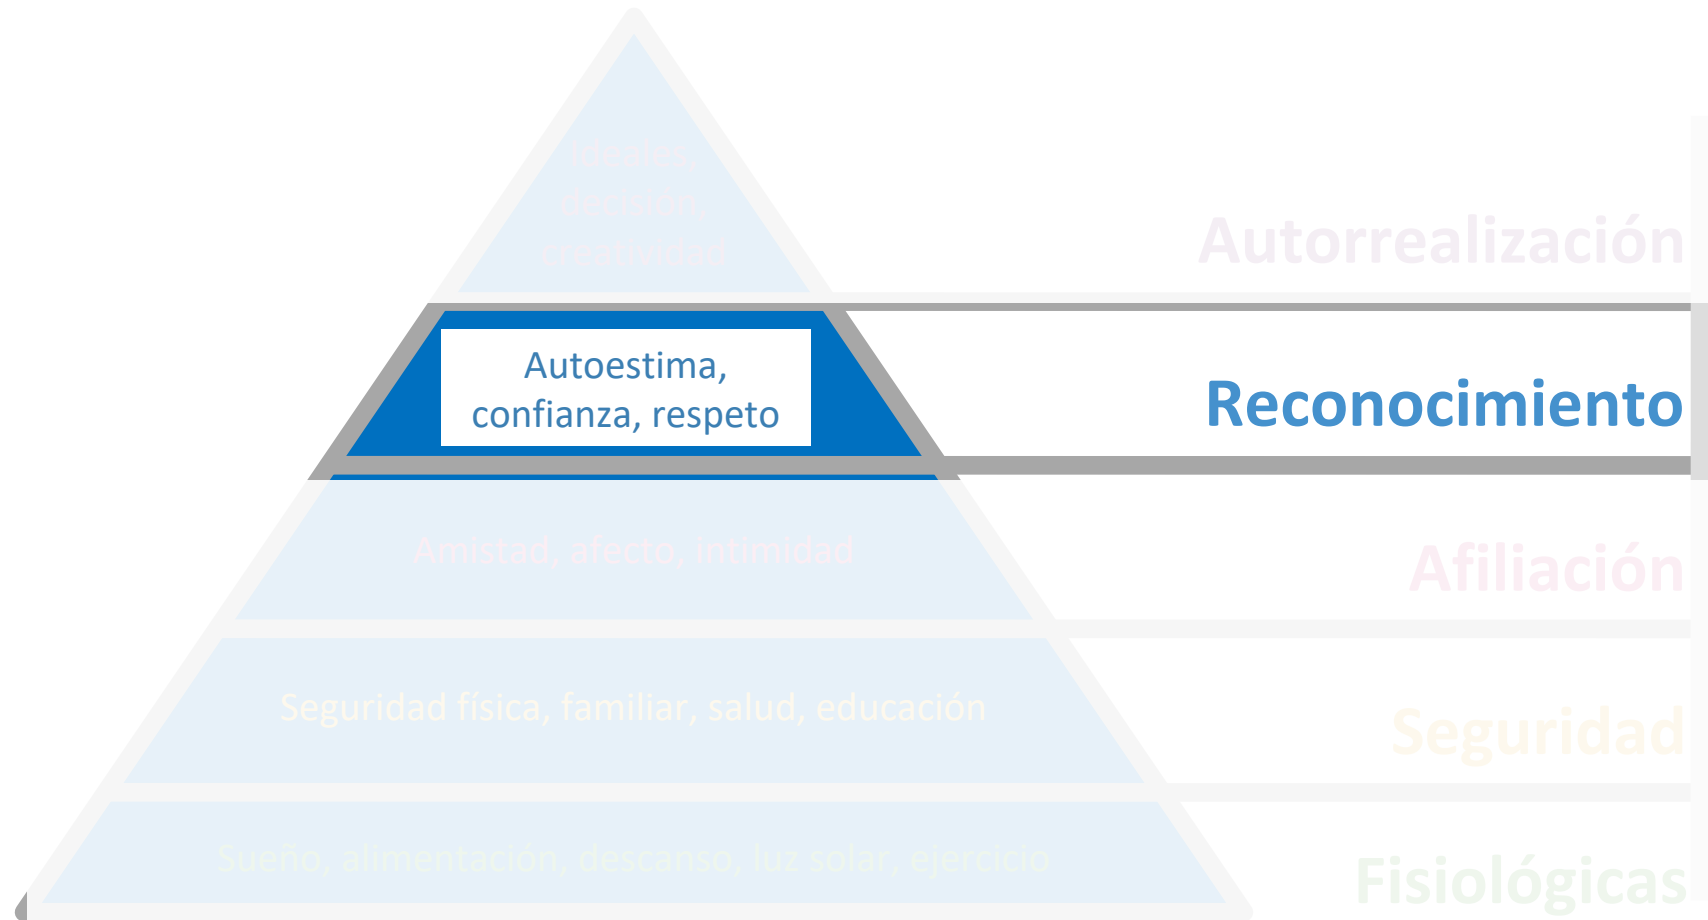 Ideales,
decisión,
creatividad
Autorrealización
Autoestima,
confianza, respeto
Reconocimiento
Amistad, afecto, intimidad
Afiliación
Seguridad física, familiar, salud, educación
Seguridad
Sueño, alimentación, descanso, luz solar, ejercicio
Fisiológicas